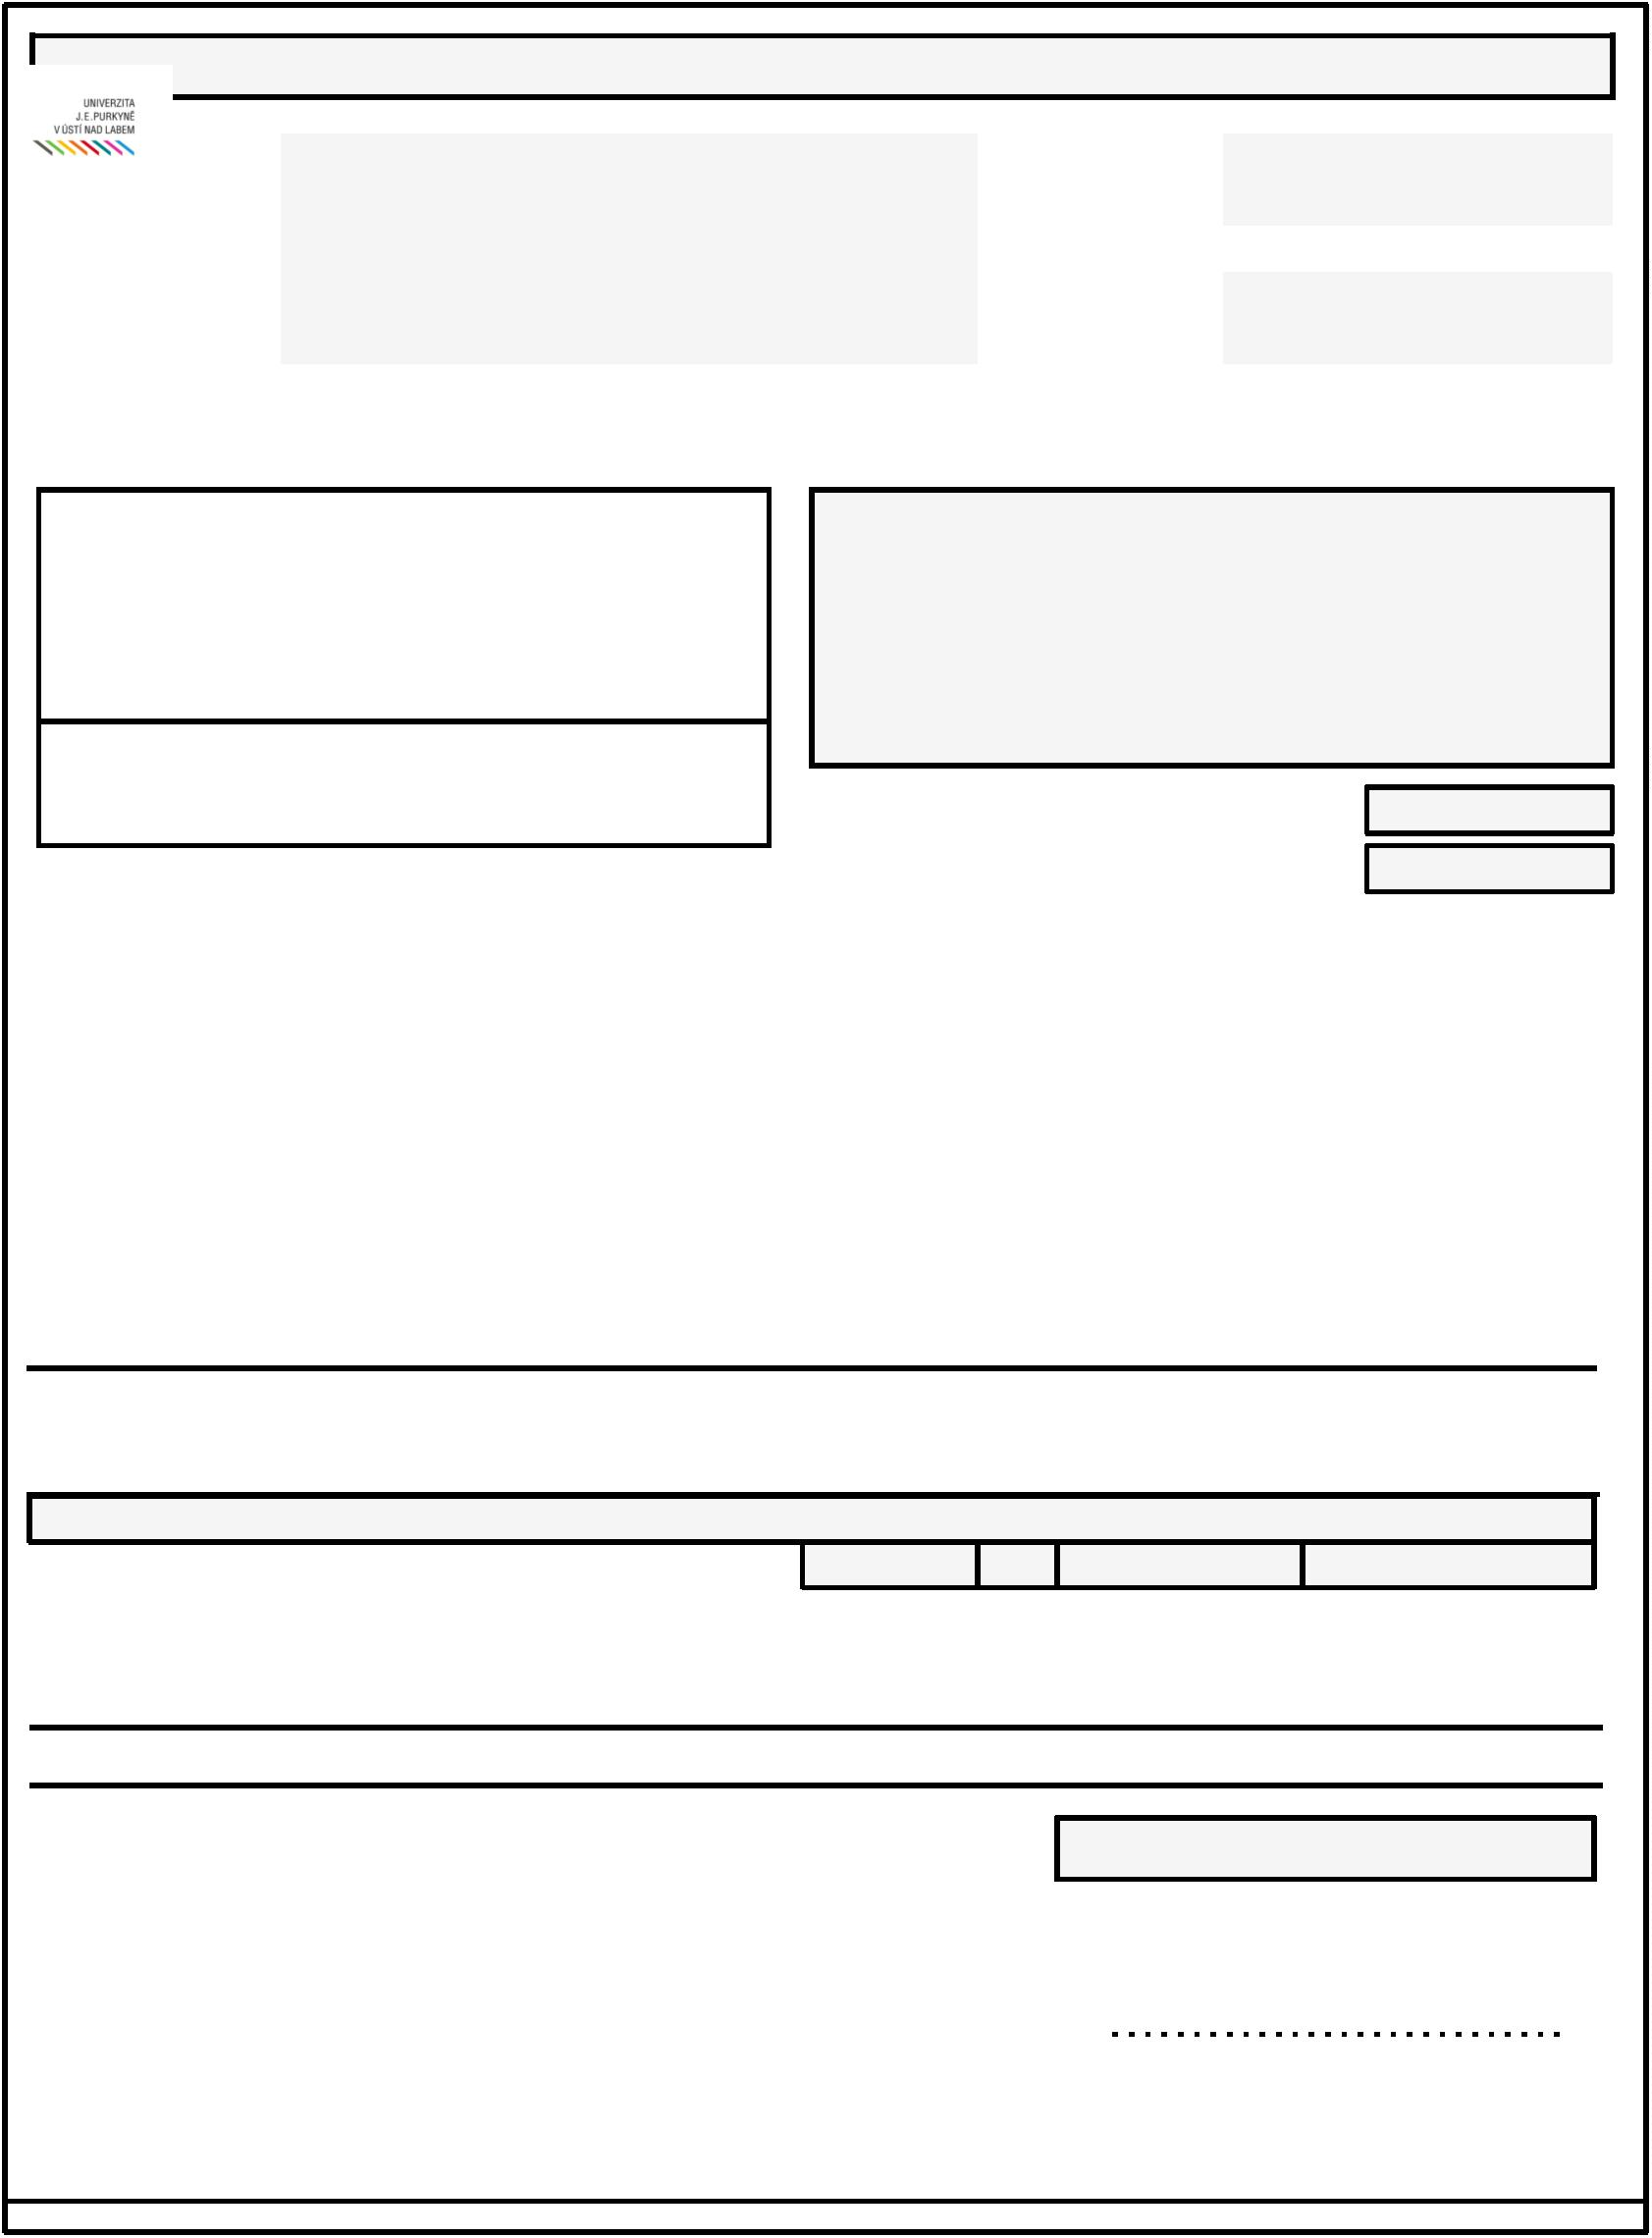 UNIVERZITA
J. E. PURKYNĚ
V ÚSTÍ NAD LABEM